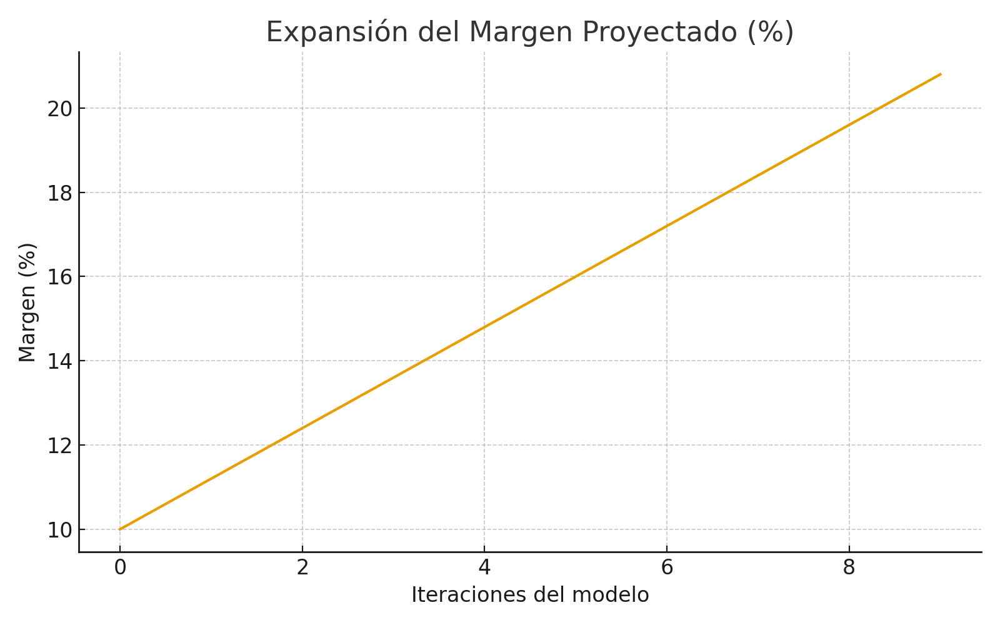 Expansión del Margen Proyectado (%)
Margen (%)
20
18
16
14
12
10
0 2 4 6 8
Iteraciones del modelo